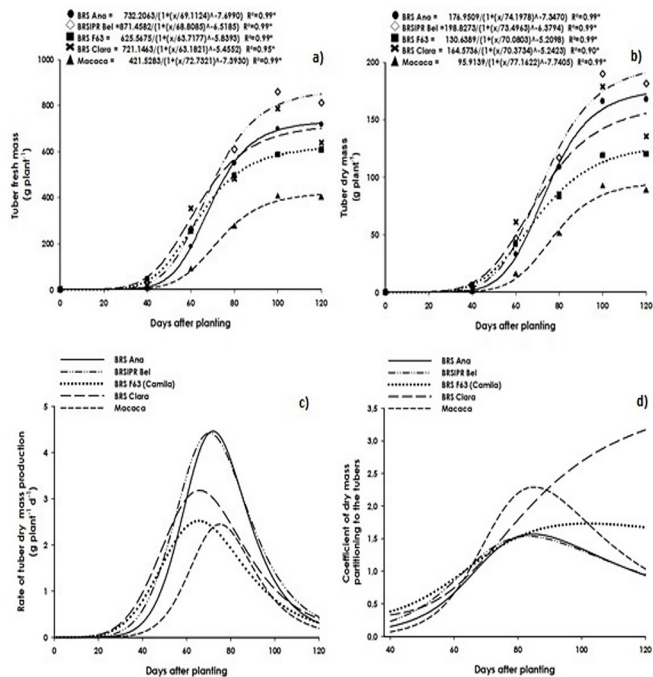 BRS Ana = 732.2063/(1+(x/69.1124)^-7.6990) R²=0.99*
BRSIPR Bel =871.4582/(1+(x/68.8085)^-6.5185) R²=0.99*
BRS F63 = 625.5675/(1+(x/63.7177)^-5.8393) R²=0.99*
BRS Clara = 721.1463/(1+(x/63.1821)^-5.4552) R²=0.95*
Macaca = 421.5283/(1+(x/72.7321)^-7.3930) R²=0.99*
a)
Tuber fresh mass
(g plant⁻¹)
1000
800
600
400
200
0
0 20 40 60 80 100 120
Days after planting
BRS Ana = 176.9509/(1+(x/74.1978)^-7.3470) R²=0.99*
BRSIPR Bel =198.8273/(1+(x/73.4963)^-6.3794) R²=0.99*
BRS F63 = 130.6389/(1+(x/70.0803)^-5.2098) R²=0.99*
BRS Clara = 164.5736/(1+(x/70.3734)^-5.2423) R²=0.90*
Macaca = 95.9139/(1+(x/77.1622)^-7.7405) R²=0.99*
b)
Tuber dry mass
(g plant⁻¹)
200
150
100
50
0
0 20 40 60 80 100 120
Days after planting
BRS Ana
BRSIPR Bel
BRS F63 (Camila)
BRS Clara
Macaca
c)
Rate of tuber dry mass production
(g plant⁻¹ d⁻¹)
5
4
3
2
1
0
0 20 40 60 80 100 120
Days after planting
BRS Ana
BRSIPR Bel
BRS F63 (Camila)
BRS Clara
Macaca
d)
Coefficient of dry mass
partitioning to the tubers
3,5
3,0
2,5
2,0
1,5
1,0
0,5
0,0
40 60 80 100 120
Days after planting